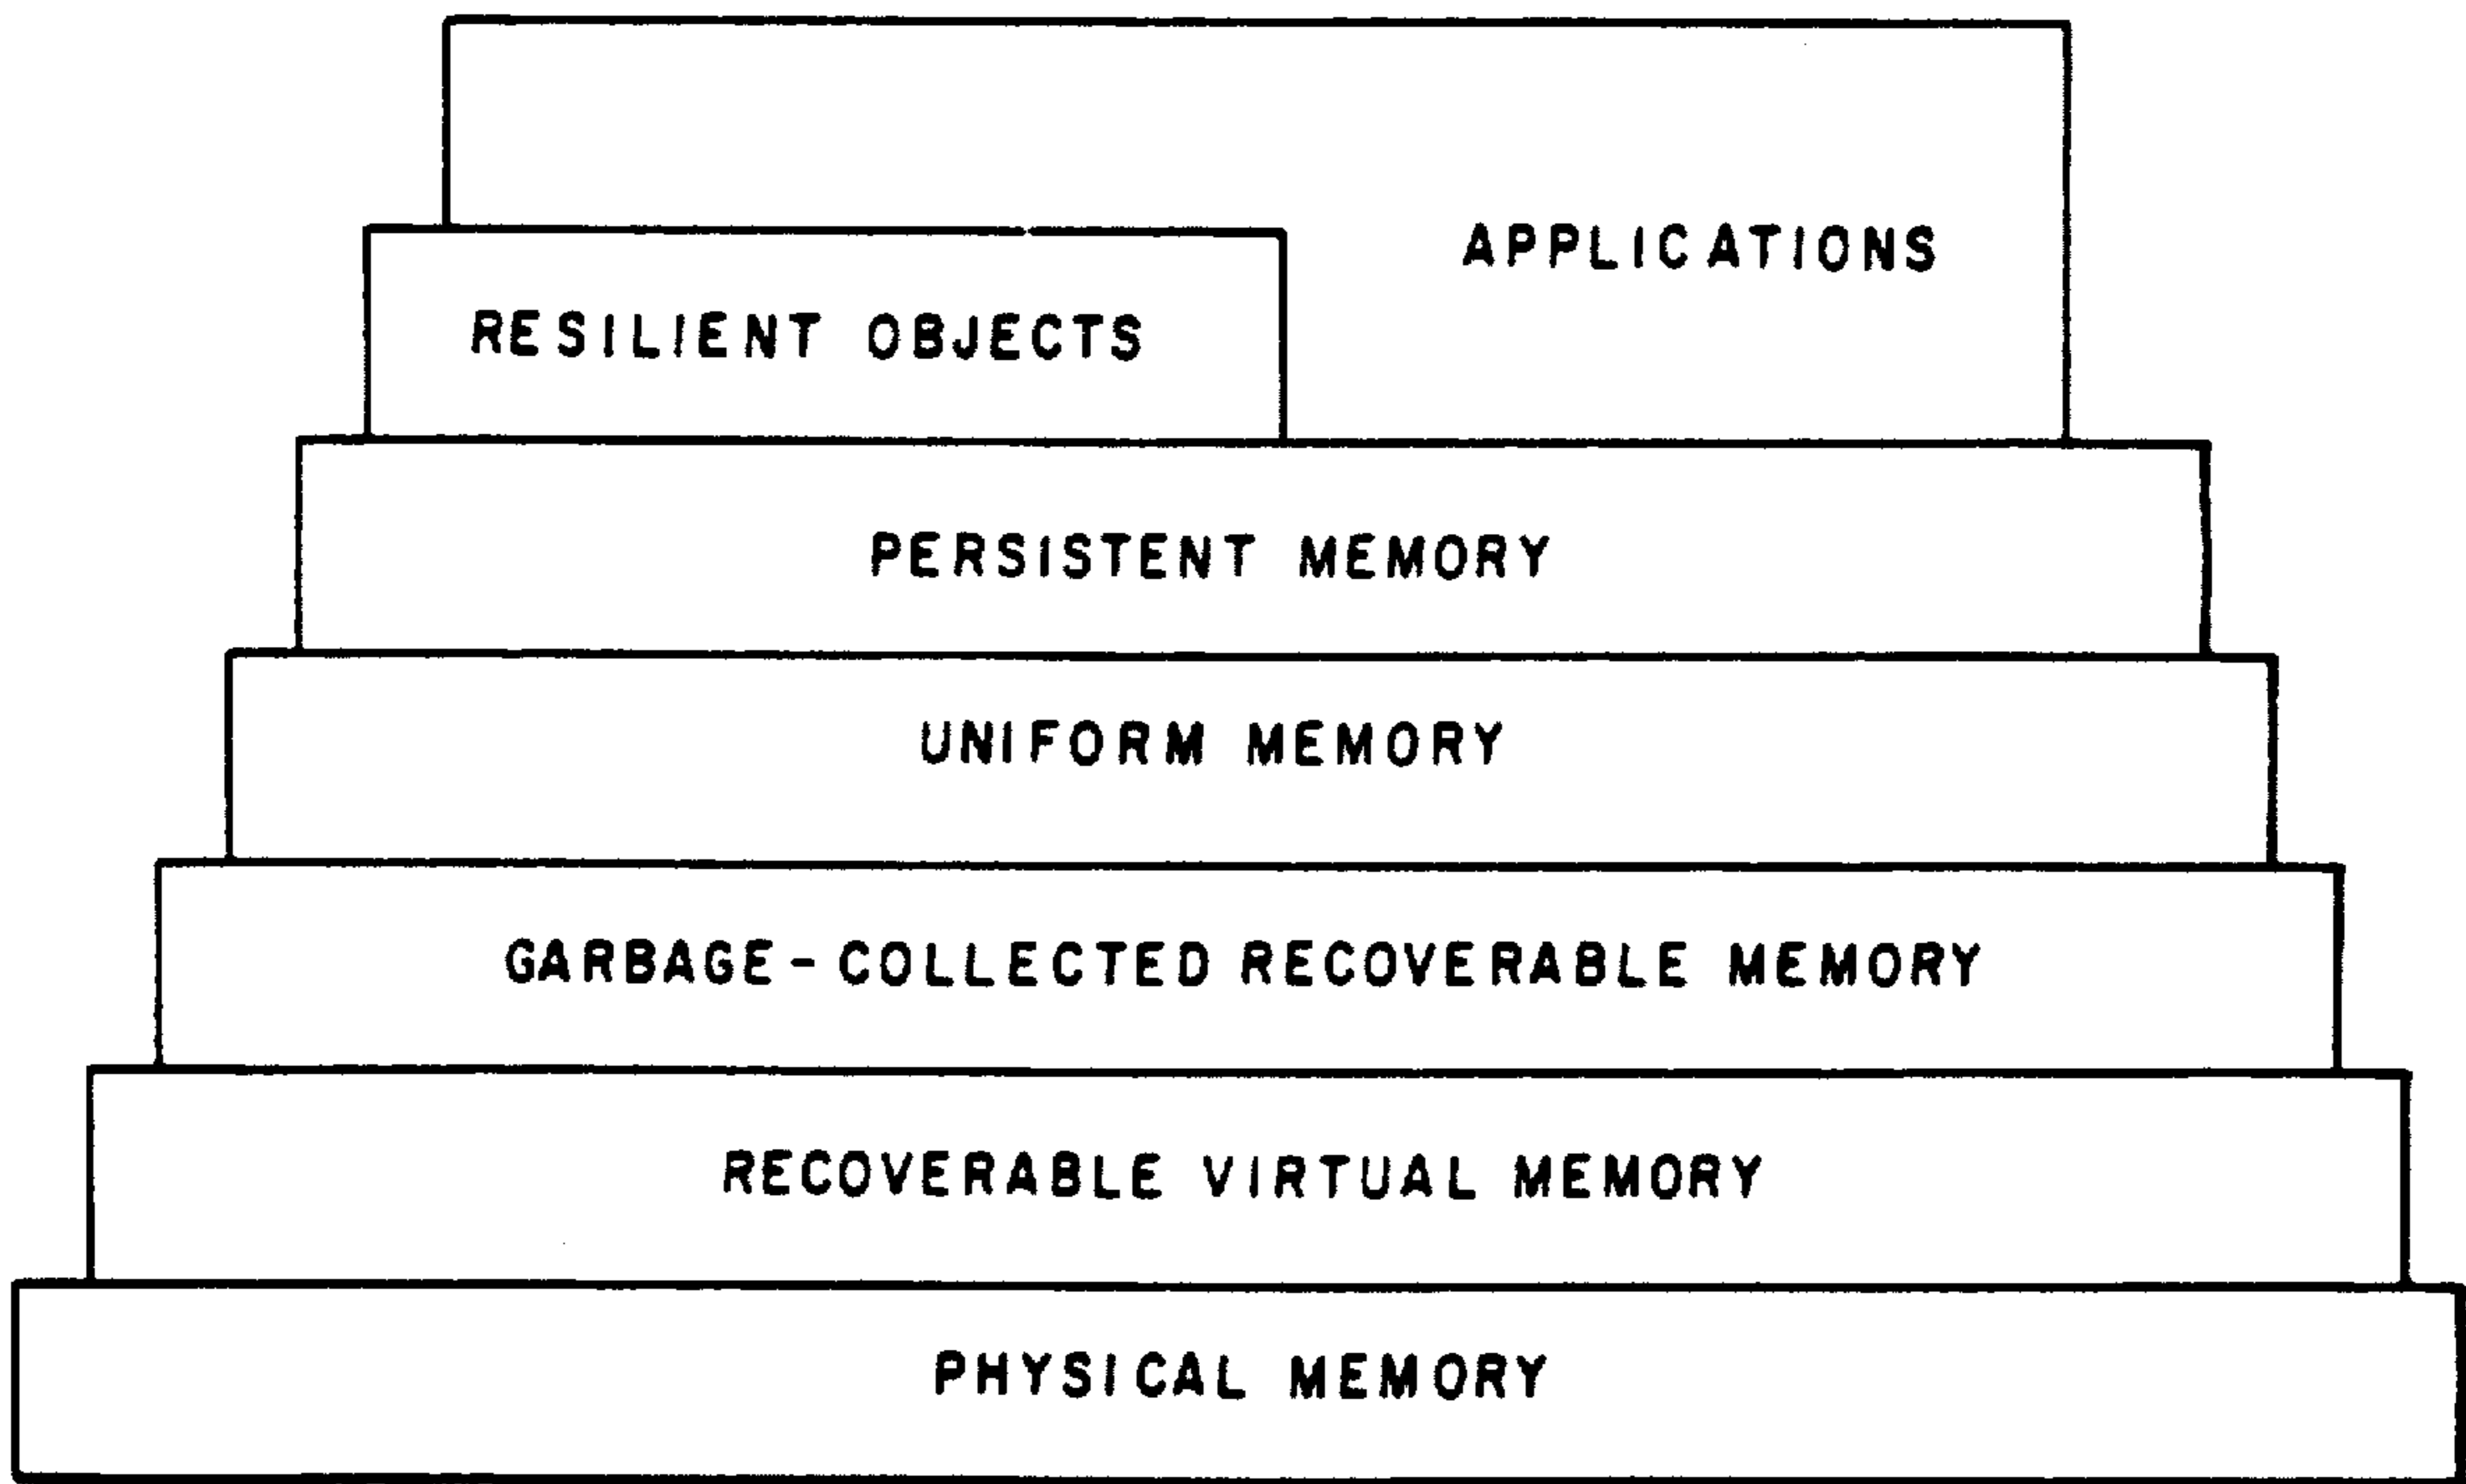 APPLICATIONS
RESILIENT OBJECTS
PERSISTENT MEMORY
UNIFORM MEMORY
GARBAGE-COLLECTED RECOVERABLE MEMORY
RECOVERABLE VIRTUAL MEMORY
PHYSICAL MEMORY